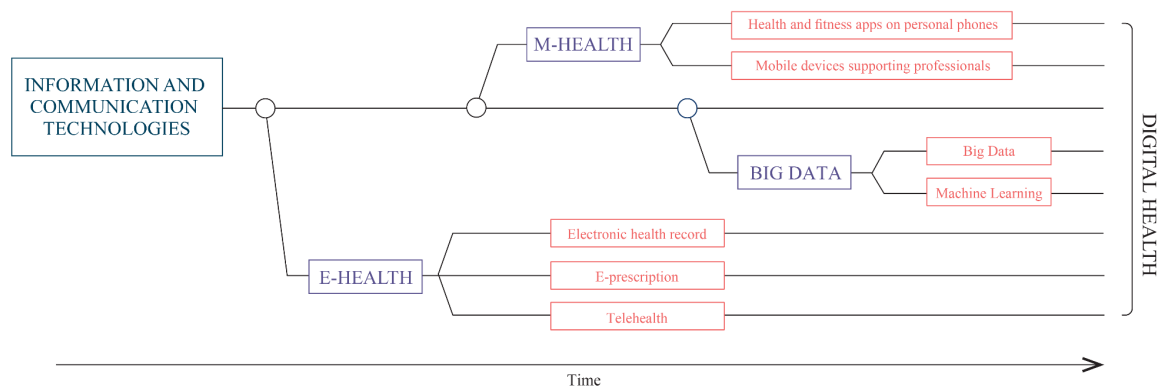 INFORMATION AND
COMMUNICATION
TECHNOLOGIES
M-HEALTH
Health and fitness apps on personal phones
Mobile devices supporting professionals
BIG DATA
Big Data
Machine Learning
E-HEALTH
Electronic health record
E-prescription
Telehealth
DIGITAL HEALTH
Time